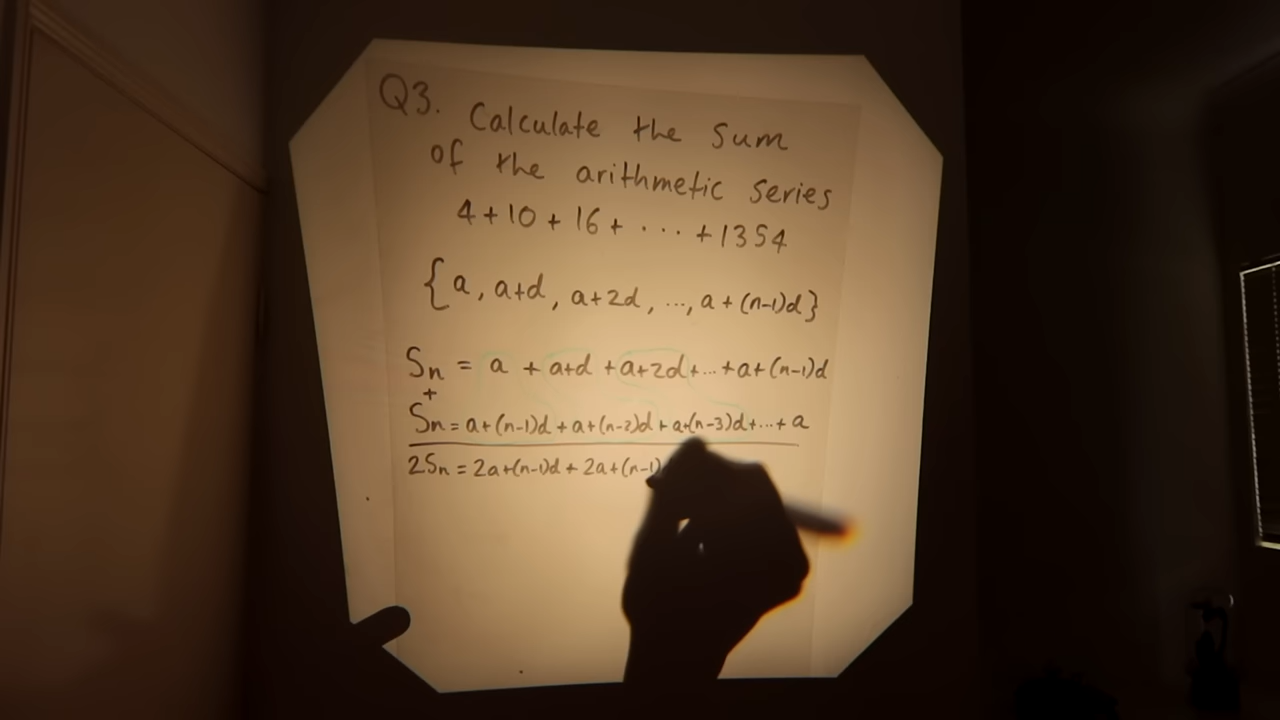 Q3. Calculate the sum
of the arithmetic series
4 + 10 + 16 + ... + 1354
{a, a+d, a+2d, ..., a+(n-1)d}
Sn = a + a+d + a+2d + ... + a+(n-1)d
+
Sn = a+(n-1)d + a+(n-2)d + a+(n-3)d + ... + a
2Sn = 2a+(n-1)d + 2a+(n-1)